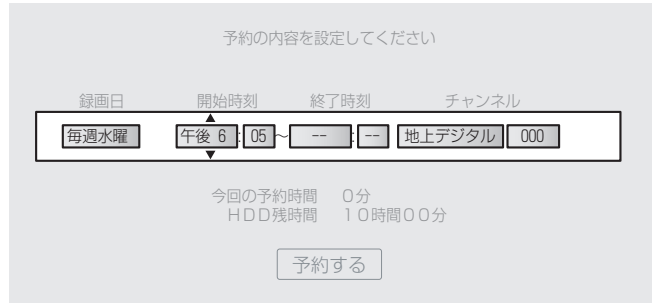 予約の内容を設定してください
録画日 開始時刻 終了時刻 チャンネル
毎週水曜 午後 6:05～--:-- 地上デジタル 000
今回の予約時間 0分
HDD残時間 10時間00分
予約する